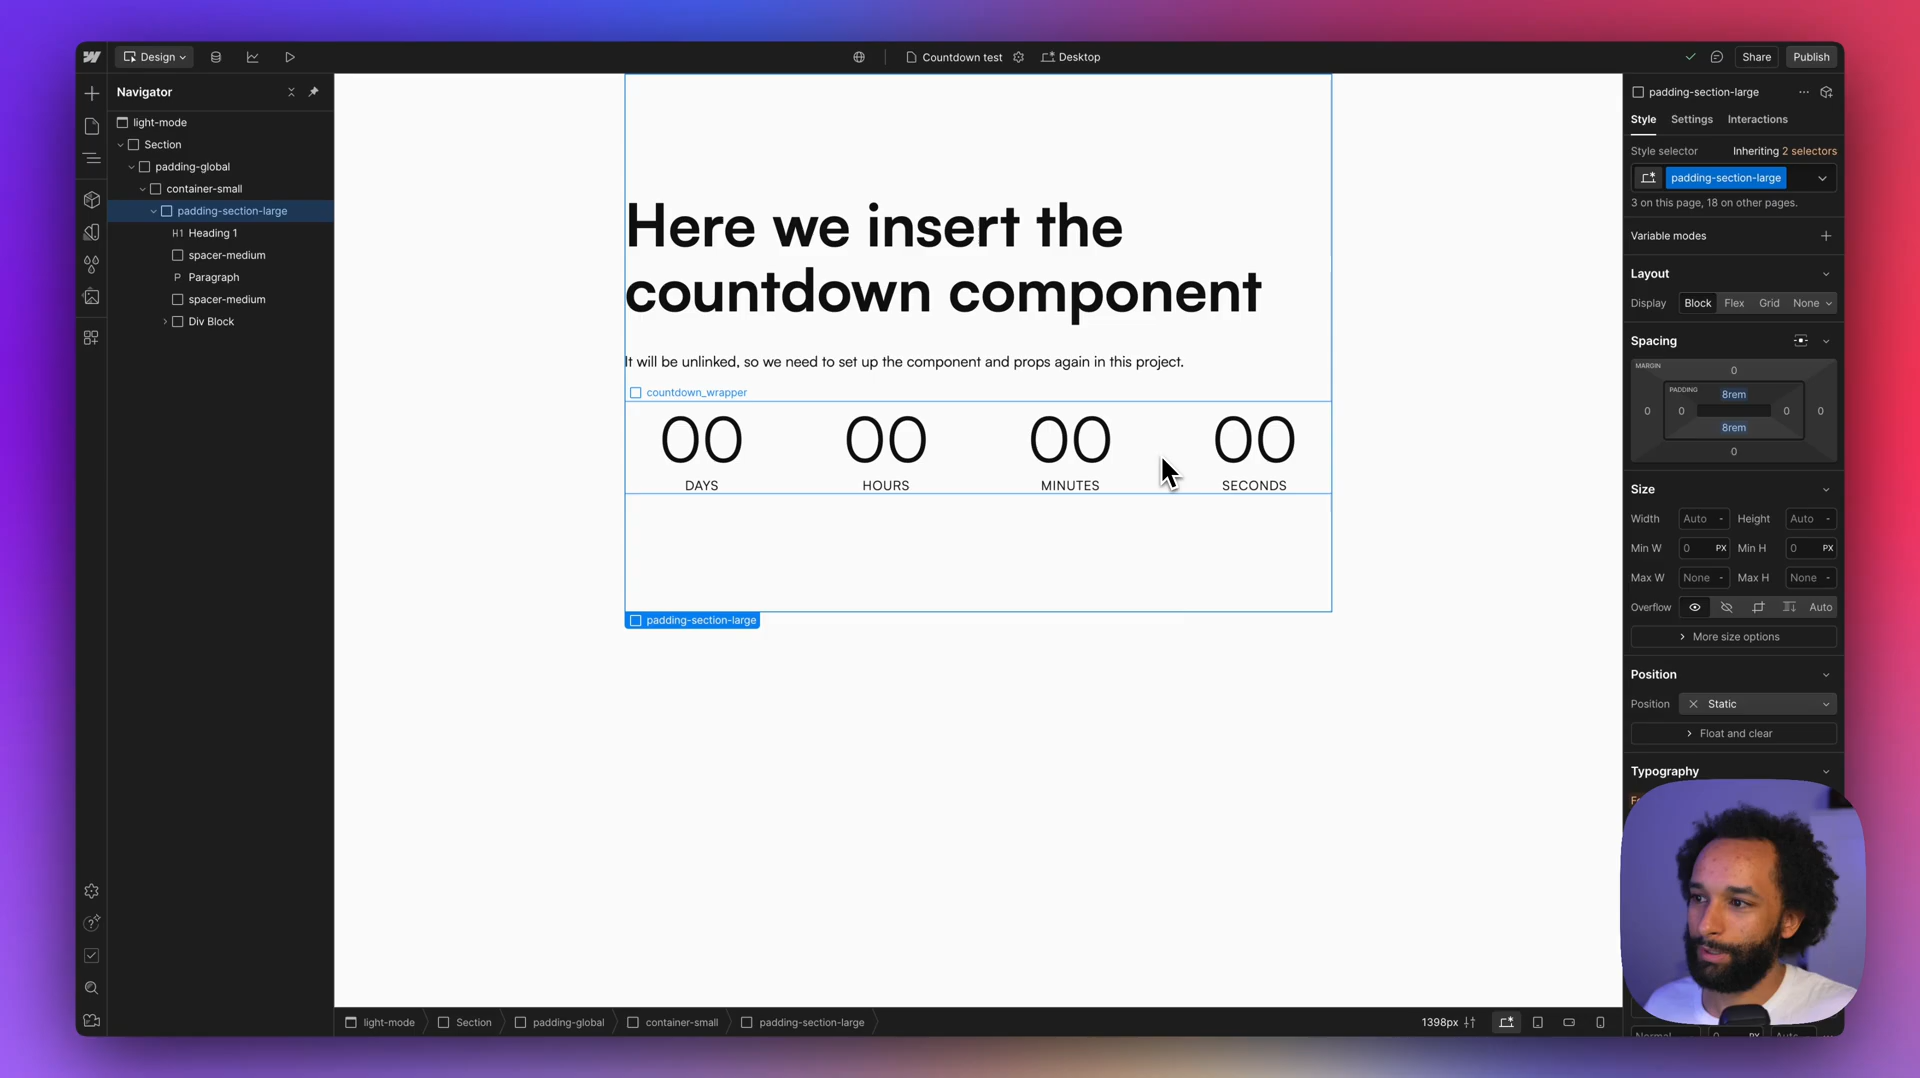 Design
Countdown test
Desktop
Share
Publish
Navigator
light-mode
Section
padding-global
container-small
padding-section-large
H1 Heading 1
spacer-medium
P Paragraph
spacer-medium
Div Block
Here we insert the
countdown component
It will be unlinked, so we need to set up the component and props again in this project.
countdown_wrapper
00 00 00 00
DAYS HOURS MINUTES SECONDS
padding-section-large
padding-section-large
Style Settings Interactions
Style selector Inheriting 2 selectors
padding-section-large
3 on this page, 18 on other pages.
Variable modes
Layout
Display Block Flex Grid None
Spacing
MARGIN 0
PADDING 8rem
0 0 0 0
8rem
0
Size
Width Auto - Height Auto -
Min W 0 PX Min H 0 PX
Max W None - Max H None -
Overflow Auto
More size options
Position
Position Static
Float and clear
Typography
light-mode Section padding-global container-small padding-section-large
1398px